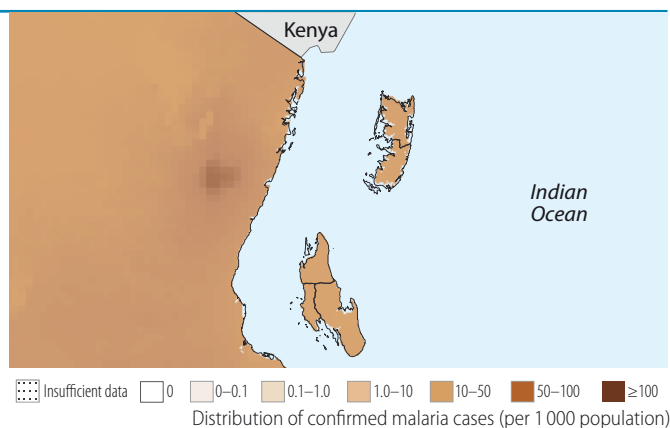 Kenya
Indian
Ocean
Insufficient data 0 0–0.1 0.1–1.0 1.0–10 10–50 50–100 ≥100
Distribution of confirmed malaria cases (per 1 000 population)